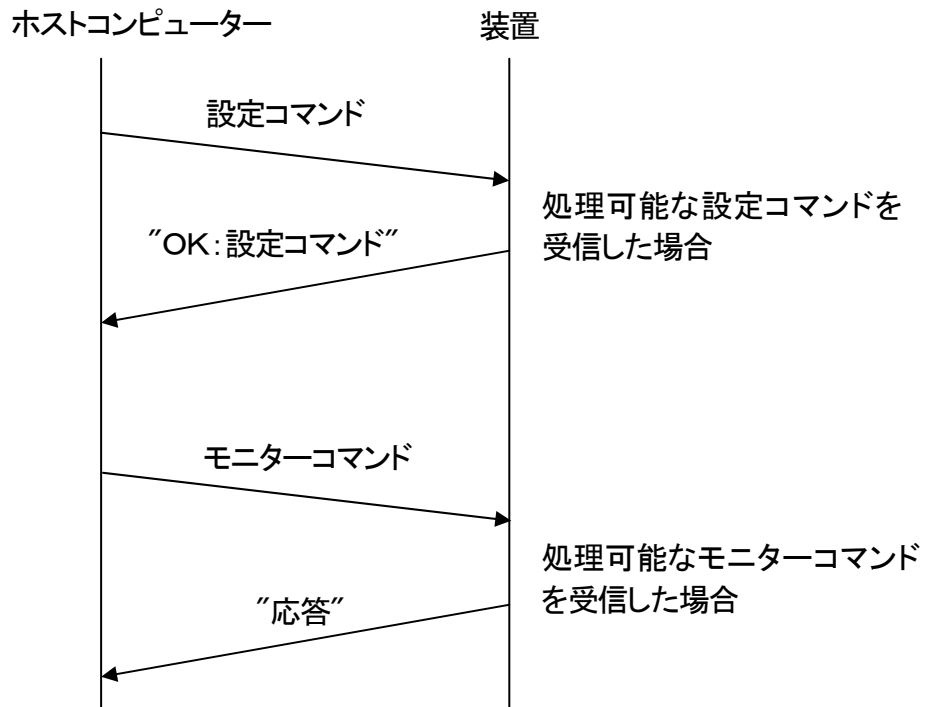 ホストコンピューター
装置
設定コマンド
処理可能な設定コマンドを
受信した場合
"OK:設定コマンド"
モニターコマンド
処理可能なモニターコマンド
を受信した場合
"応答"